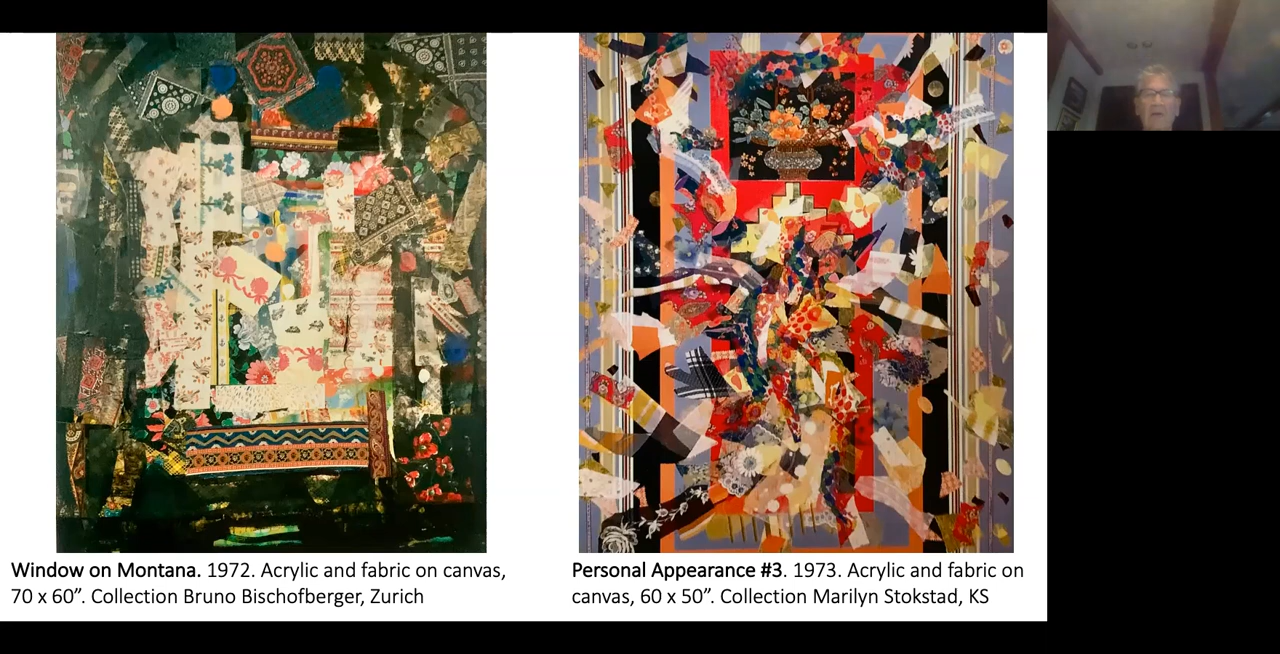 Window on Montana. 1972. Acrylic and fabric on canvas,
70 x 60”. Collection Bruno Bischofberger, Zurich
Personal Appearance #3. 1973. Acrylic and fabric on
canvas, 60 x 50”. Collection Marilyn Stokstad, KS